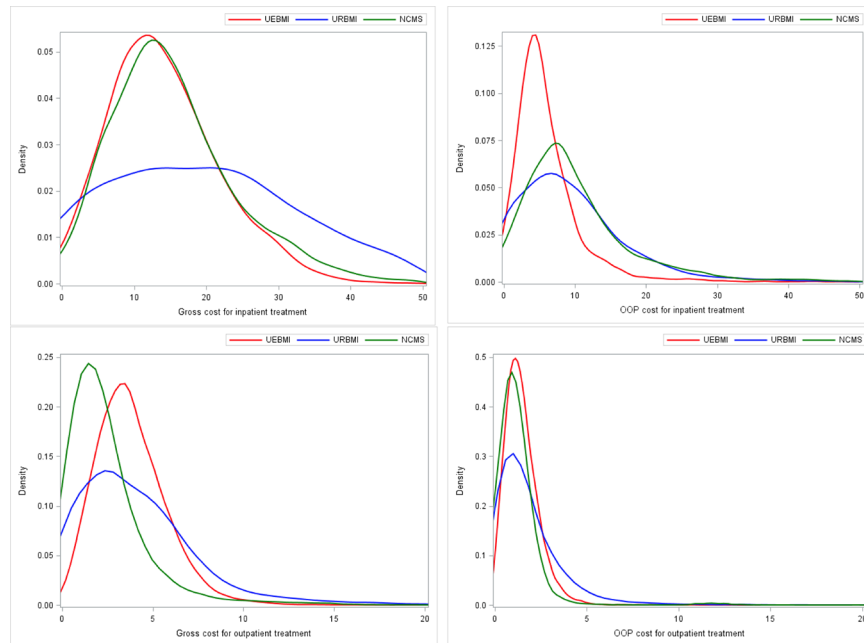 UEBMI URBMI NCMS
0.05
0.04
0.03
0.02
0.01
0.00
Density
0 10 20 30 40 50
Gross cost for inpatient treatment
UEBMI URBMI NCMS
0.125
0.100
0.075
0.050
0.025
0.000
Density
0 10 20 30 40 50
OOP cost for inpatient treatment
UEBMI URBMI NCMS
0.25
0.20
0.15
0.10
0.05
0.00
Density
0 5 10 15 20
Gross cost for outpatient treatment
UEBMI URBMI NCMS
0.5
0.4
0.3
0.2
0.1
0.0
Density
0 5 10 15 20
OOP cost for outpatient treatment